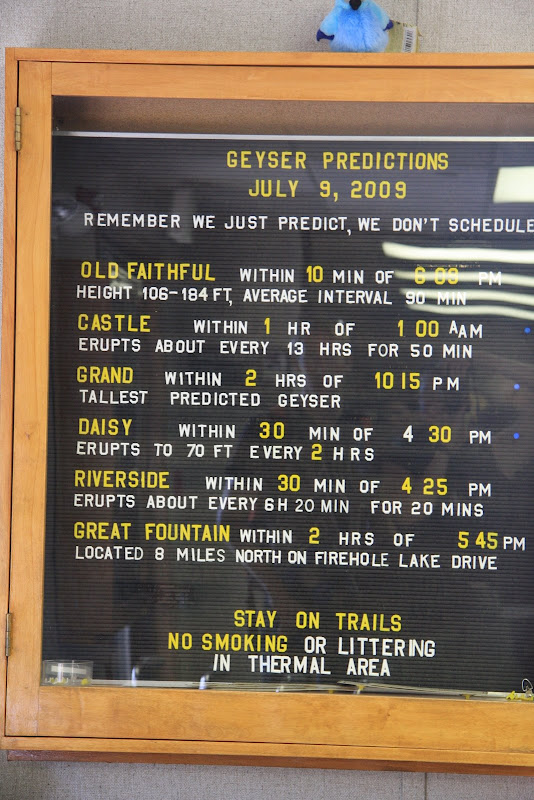 GEYSER PREDICTIONS
JULY 9, 2009
REMEMBER WE JUST PREDICT, WE DON'T SCHEDULE
OLD FAITHFUL WITHIN 10 MIN OF 6 09 PM
HEIGHT 106-184 FT, AVERAGE INTERVAL 90 MIN
CASTLE WITHIN 1 HR OF 1 00 AAM
ERUPTS ABOUT EVERY 13 HRS FOR 50 MIN
GRAND WITHIN 2 HRS OF 10 15 PM
TALLEST PREDICTED GEYSER
DAISY WITHIN 30 MIN OF 4 30 PM
ERUPTS TO 70 FT EVERY 2 HRS
RIVERSIDE WITHIN 30 MIN OF 4 25 PM
ERUPTS ABOUT EVERY 6H 20 MIN FOR 20 MINS
GREAT FOUNTAIN WITHIN 2 HRS OF 5 45 PM
LOCATED 8 MILES NORTH ON FIREHOLE LAKE DRIVE
STAY ON TRAILS
NO SMOKING OR LITTERING
IN THERMAL AREA